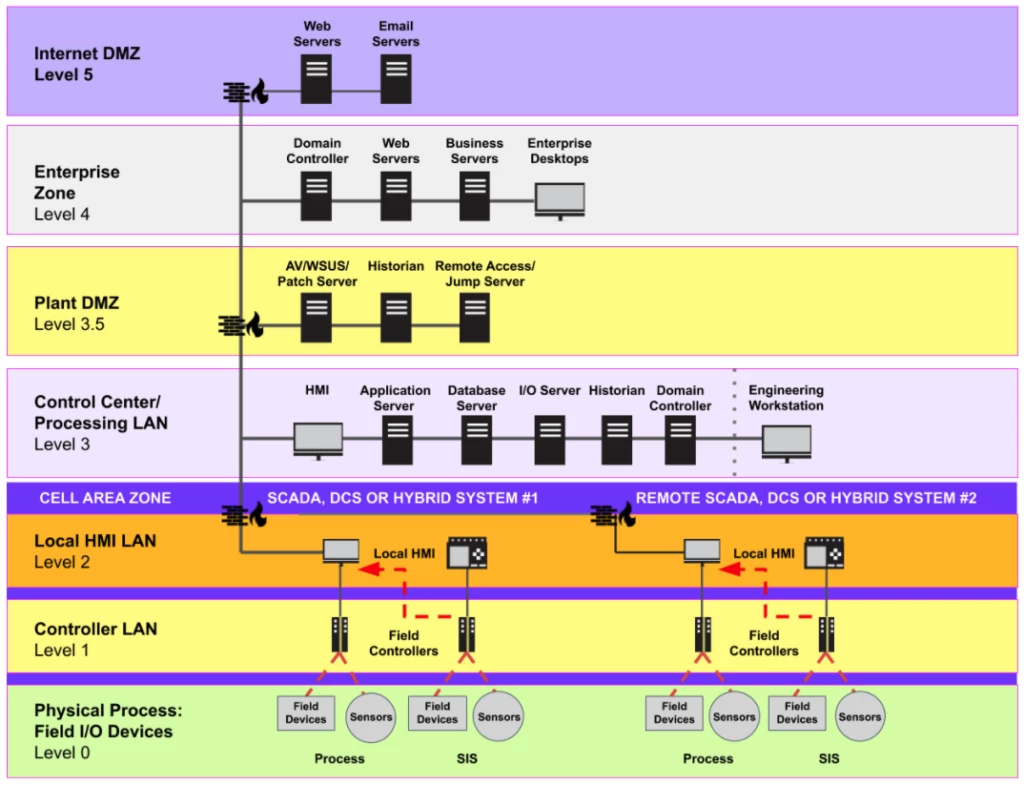 Web
Servers
Email
Servers
Internet DMZ
Level 5
Domain
Controller
Web
Servers
Business
Servers
Enterprise
Desktops
Enterprise
Zone
Level 4
AV/WSUS/
Patch Server
Historian
Remote Access/
Jump Server
Plant DMZ
Level 3.5
HMI
Application
Server
Database
Server
I/O Server
Historian
Domain
Controller
Engineering
Workstation
Control Center/
Processing LAN
Level 3
CELL AREA ZONE
SCADA, DCS OR HYBRID SYSTEM #1
REMOTE SCADA, DCS OR HYBRID SYSTEM #2
Local HMI LAN
Level 2
Local HMI
Local HMI
Controller LAN
Level 1
Field
Controllers
Field
Controllers
Physical Process:
Field I/O Devices
Level 0
Field
Devices
Sensors
Field
Devices
Sensors
Field
Devices
Sensors
Field
Devices
Sensors
Process
SIS
Process
SIS